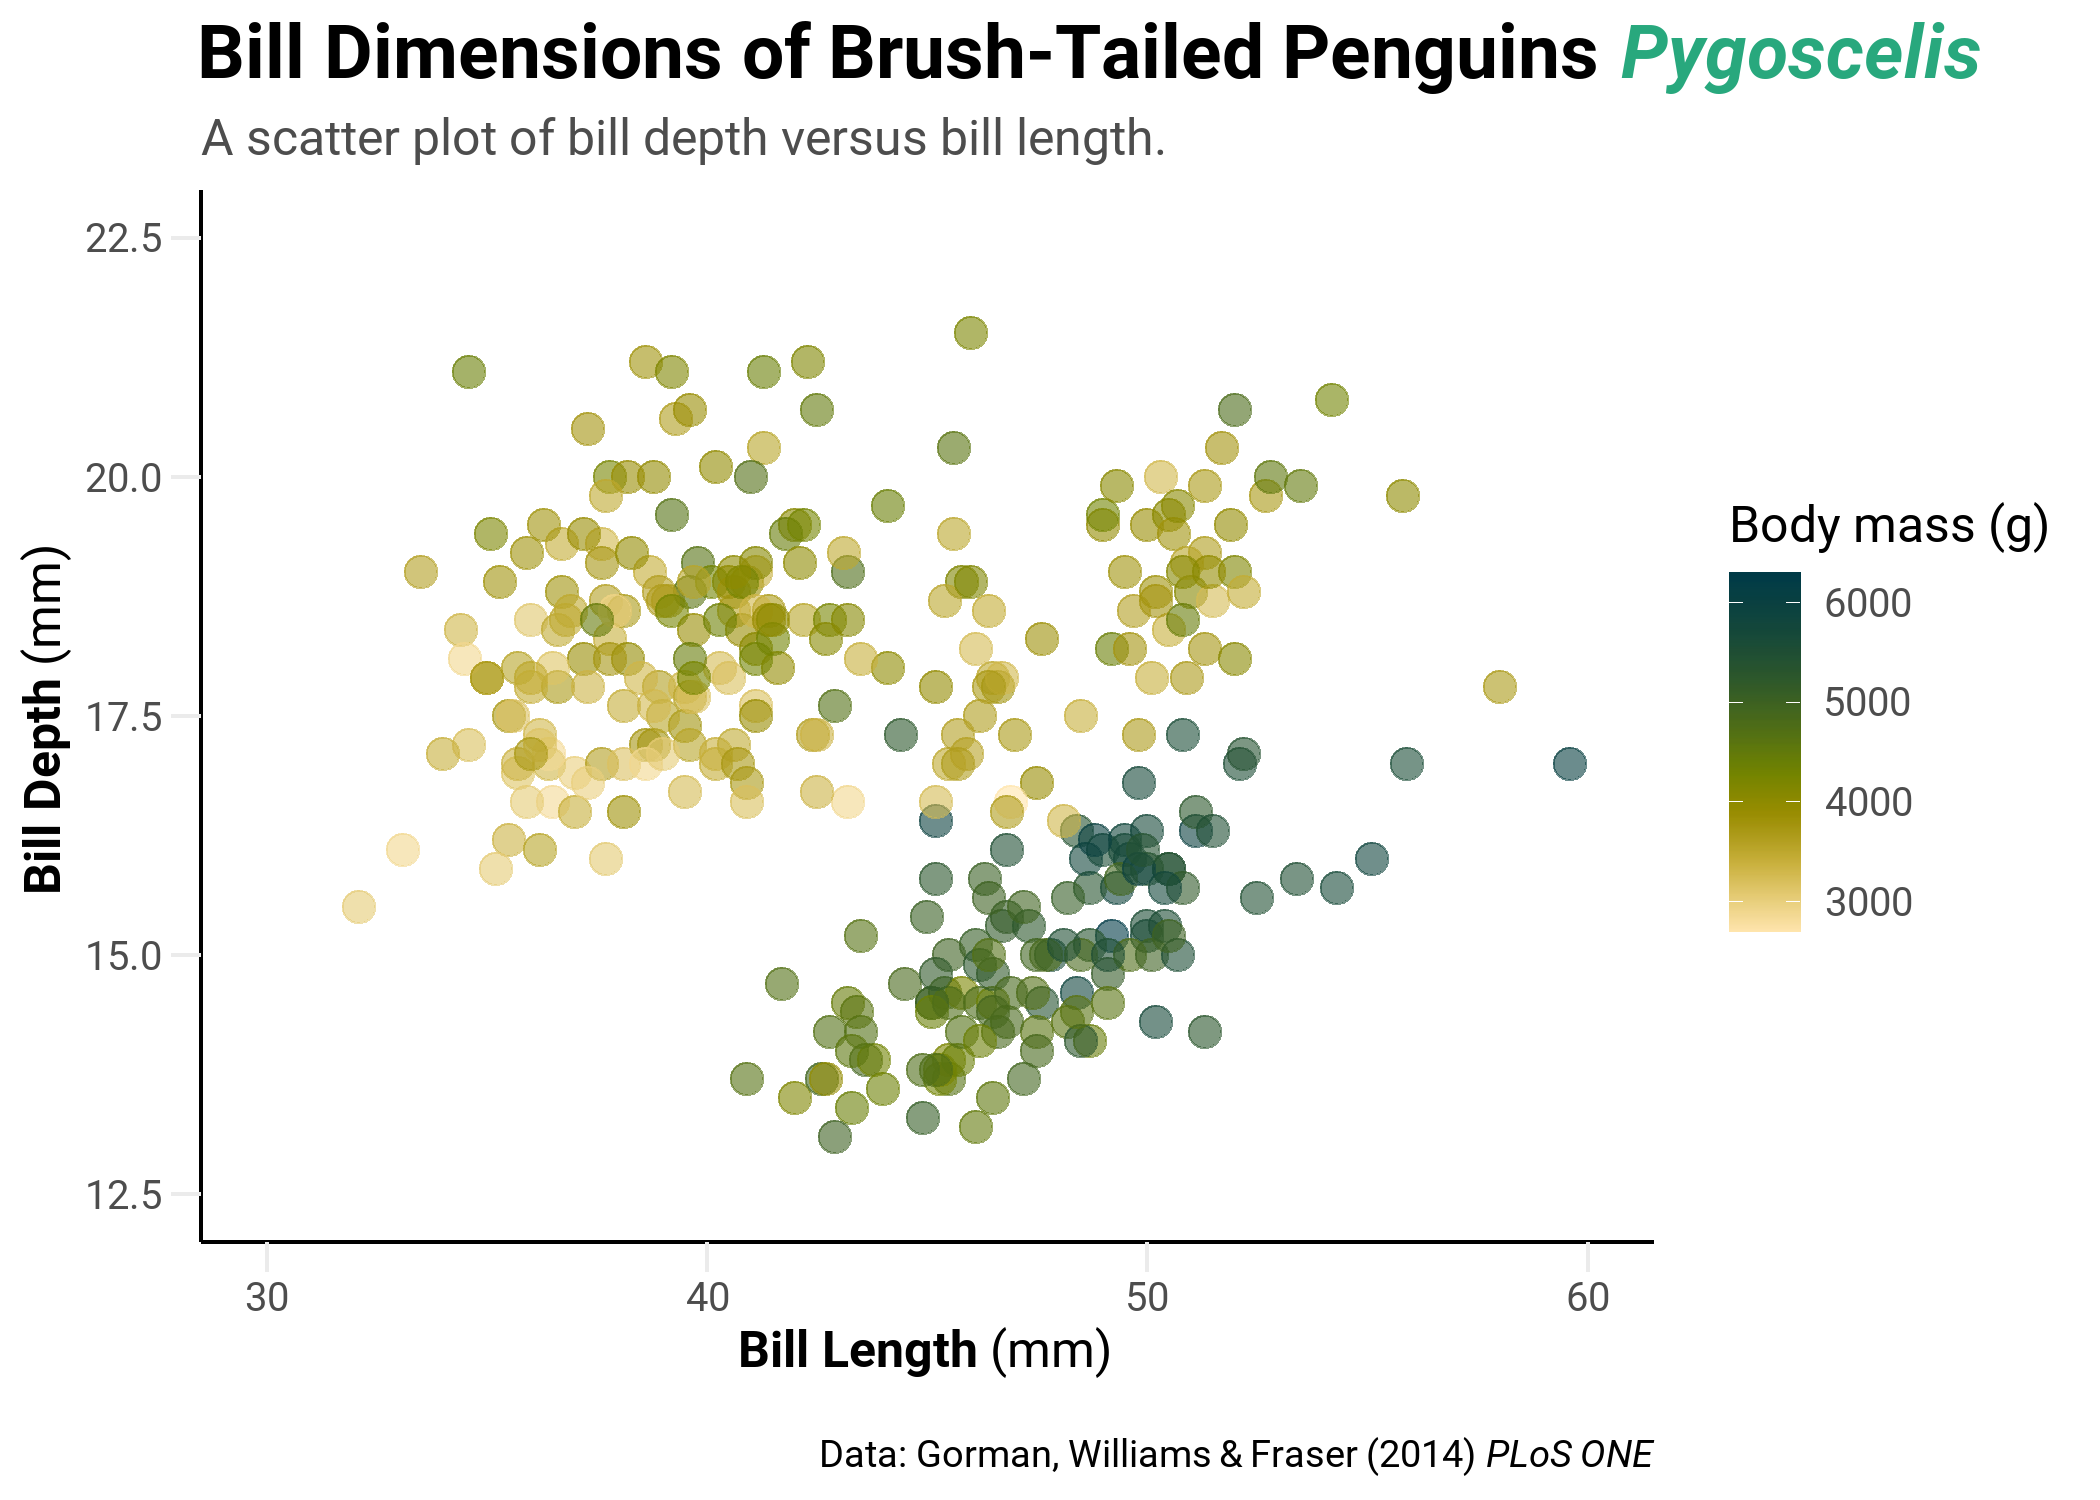 Bill Dimensions of Brush-Tailed Penguins Pygoscelis
A scatter plot of bill depth versus bill length.
22.5
20.0
17.5
15.0
12.5
Bill Depth (mm)
30
40
50
60
Bill Length (mm)
Body mass (g)
6000
5000
4000
3000
Data: Gorman, Williams & Fraser (2014) PLoS ONE